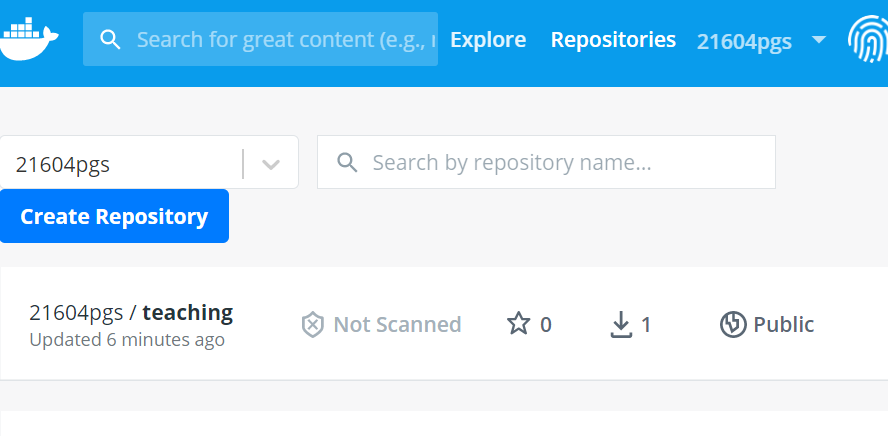 Search for great content (e.g.,
Explore
Repositories
21604pgs
21604pgs
Search by repository name...
Create Repository
21604pgs / teaching
Updated 6 minutes ago
Not Scanned
0
1
Public